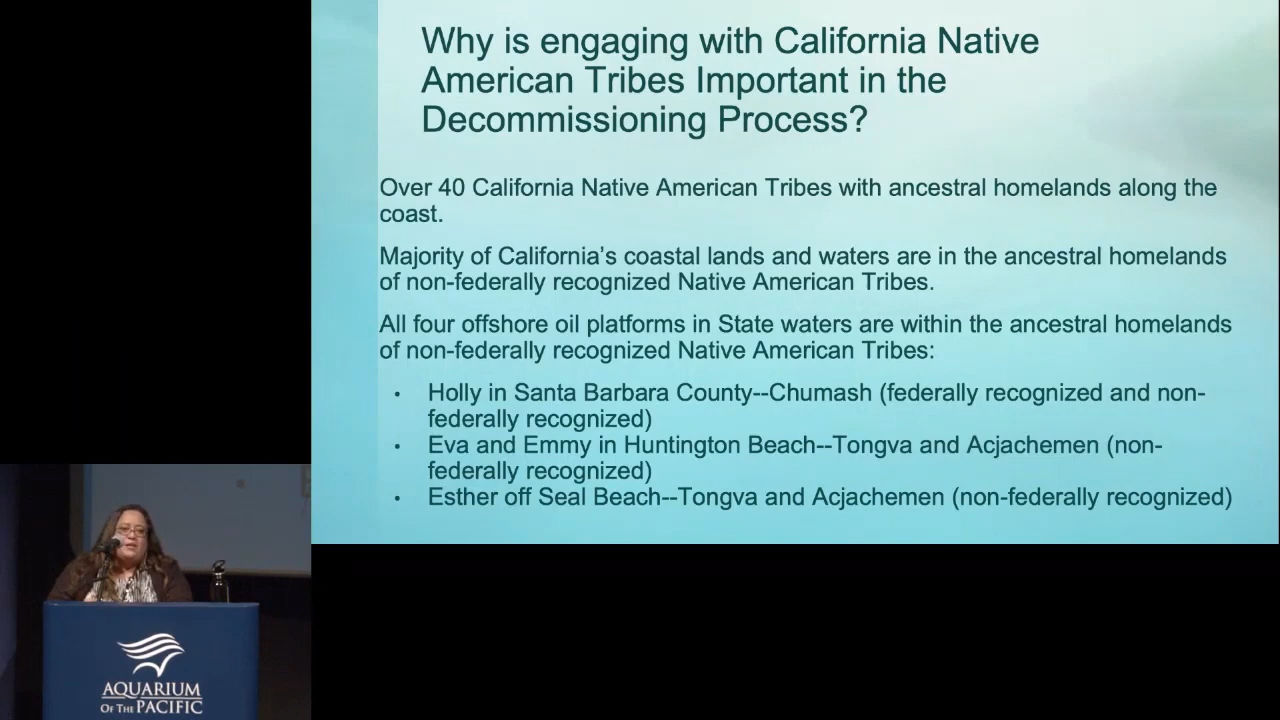 Why is engaging with California Native
American Tribes Important in the
Decommissioning Process?
Over 40 California Native American Tribes with ancestral homelands along the
coast.
Majority of California’s coastal lands and waters are in the ancestral homelands
of non-federally recognized Native American Tribes.
All four offshore oil platforms in State waters are within the ancestral homelands
of non-federally recognized Native American Tribes:
• Holly in Santa Barbara County--Chumash (federally recognized and non-
federally recognized)
• Eva and Emmy in Huntington Beach--Tongva and Acjachemen (non-
federally recognized)
• Esther off Seal Beach--Tongva and Acjachemen (non-federally recognized)
AQUARIUM
OF THE PACIFIC